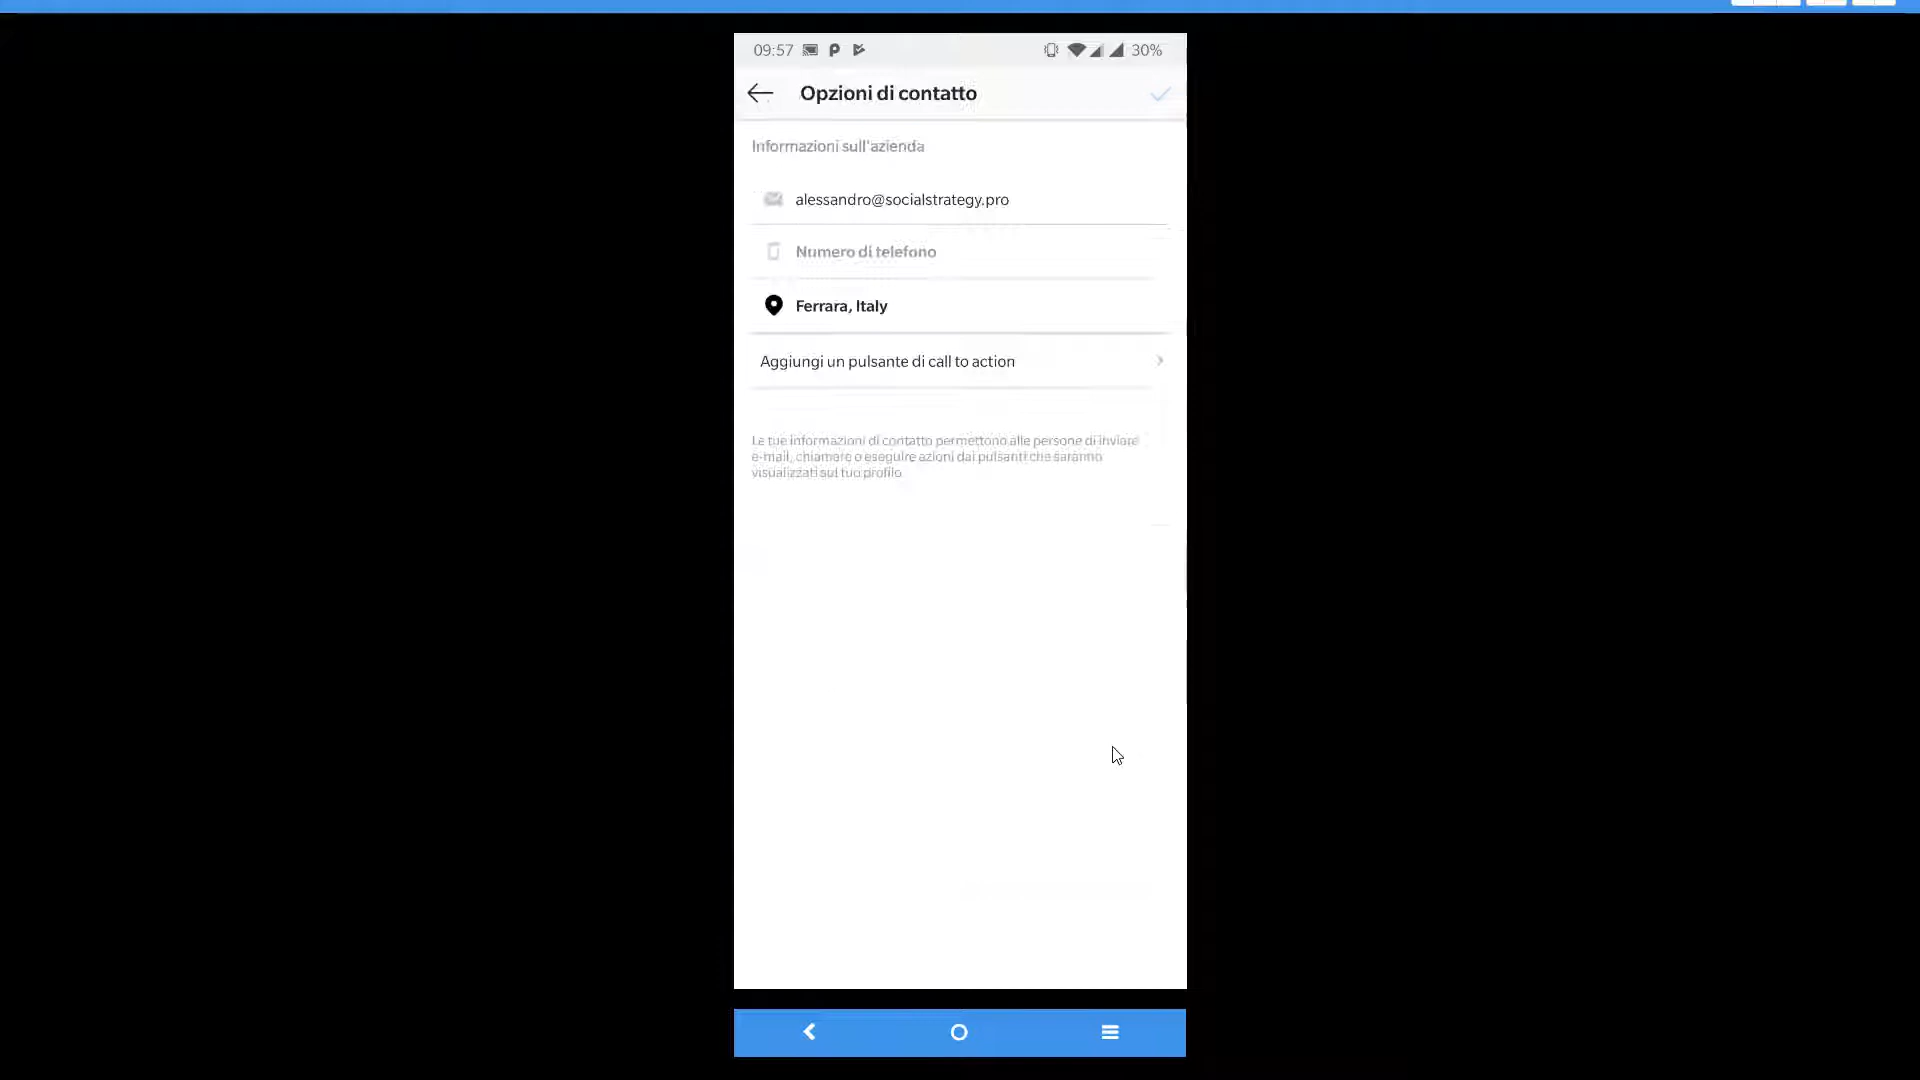 09:57
30%
Opzioni di contatto
Informazioni sull'azienda
alessandro@socialstrategy.pro
Numero di telefono
Ferrara, Italy
Aggiungi un pulsante di call to action
Le tue informazioni di contatto permettono alle persone di inviare
e-mail, chiamare o eseguire azioni dai pulsanti che saranno
visualizzati sul tuo profilo